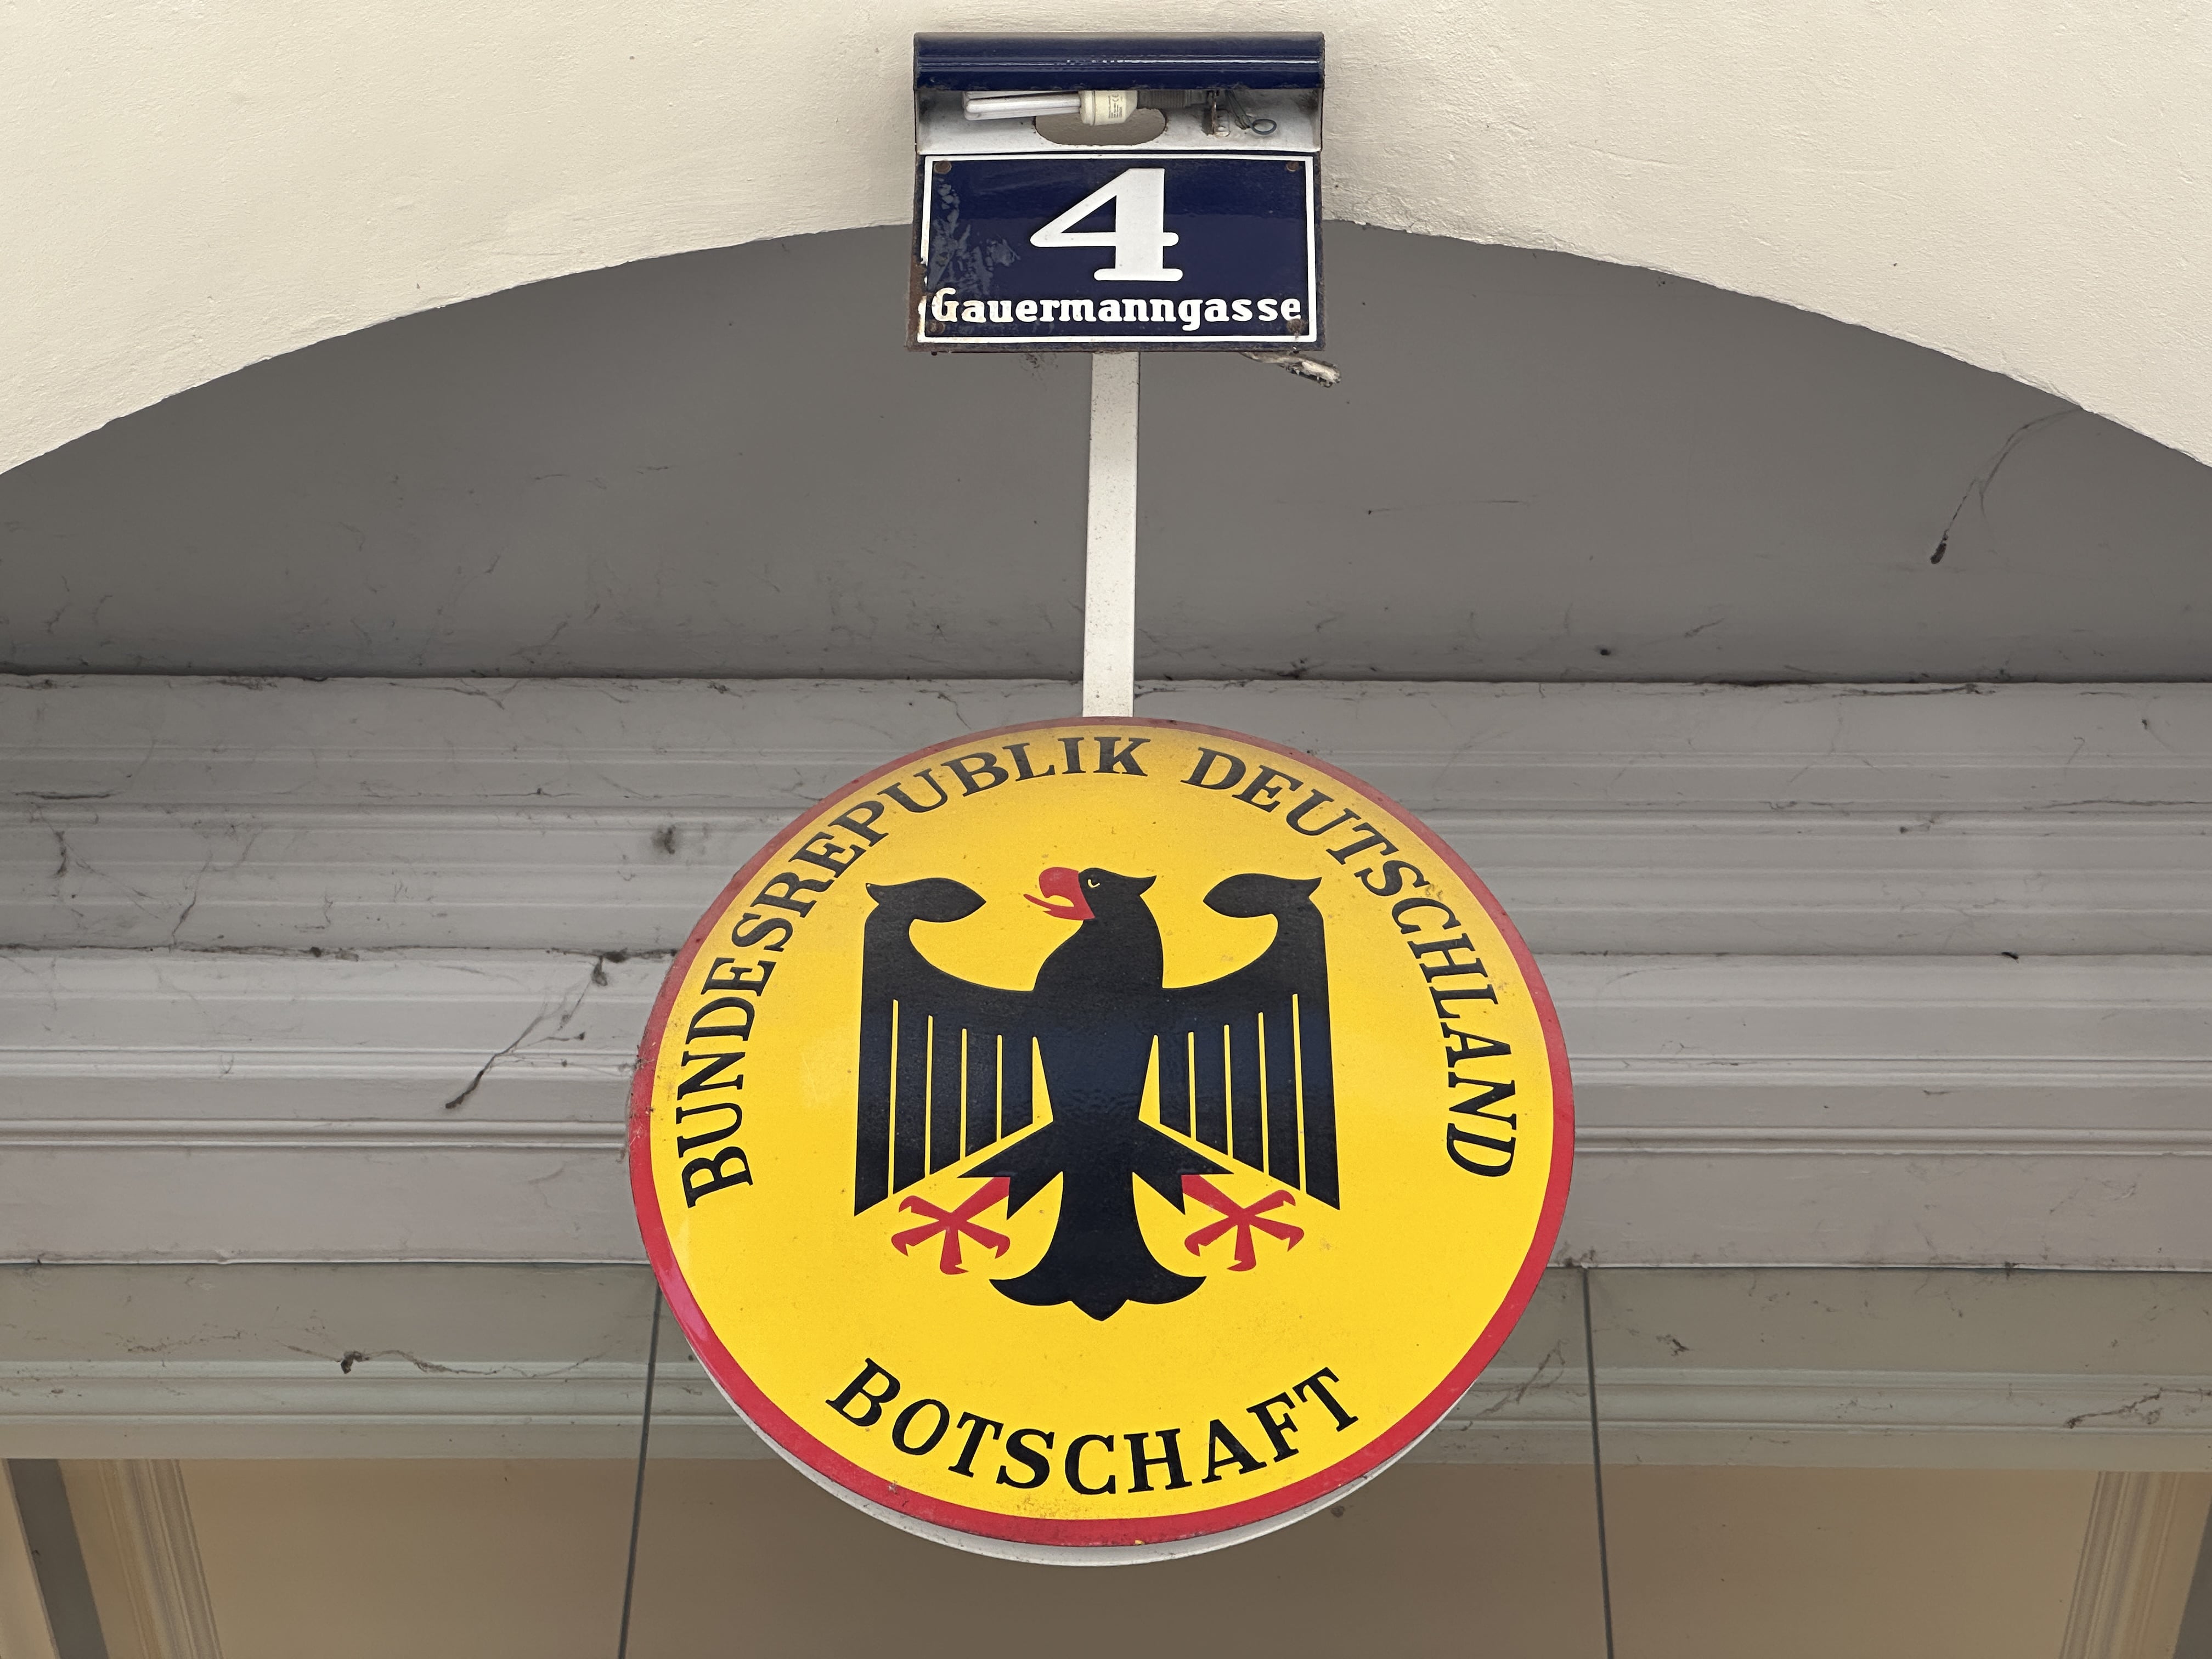 4
Gauermanngasse
BUNDESREPUBLIK DEUTSCHLAND
BOTSCHAFT